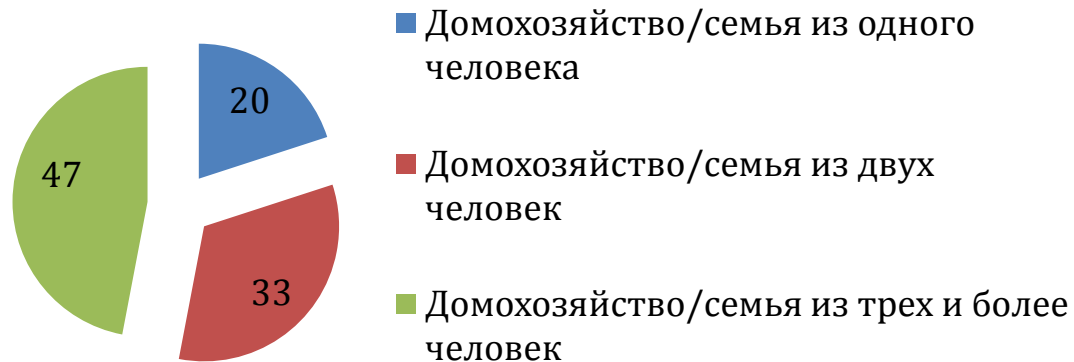 20
33
47
Домохозяйство/семья из одного
человека
Домохозяйство/семья из двух
человек
Домохозяйство/семья из трех и более
человек